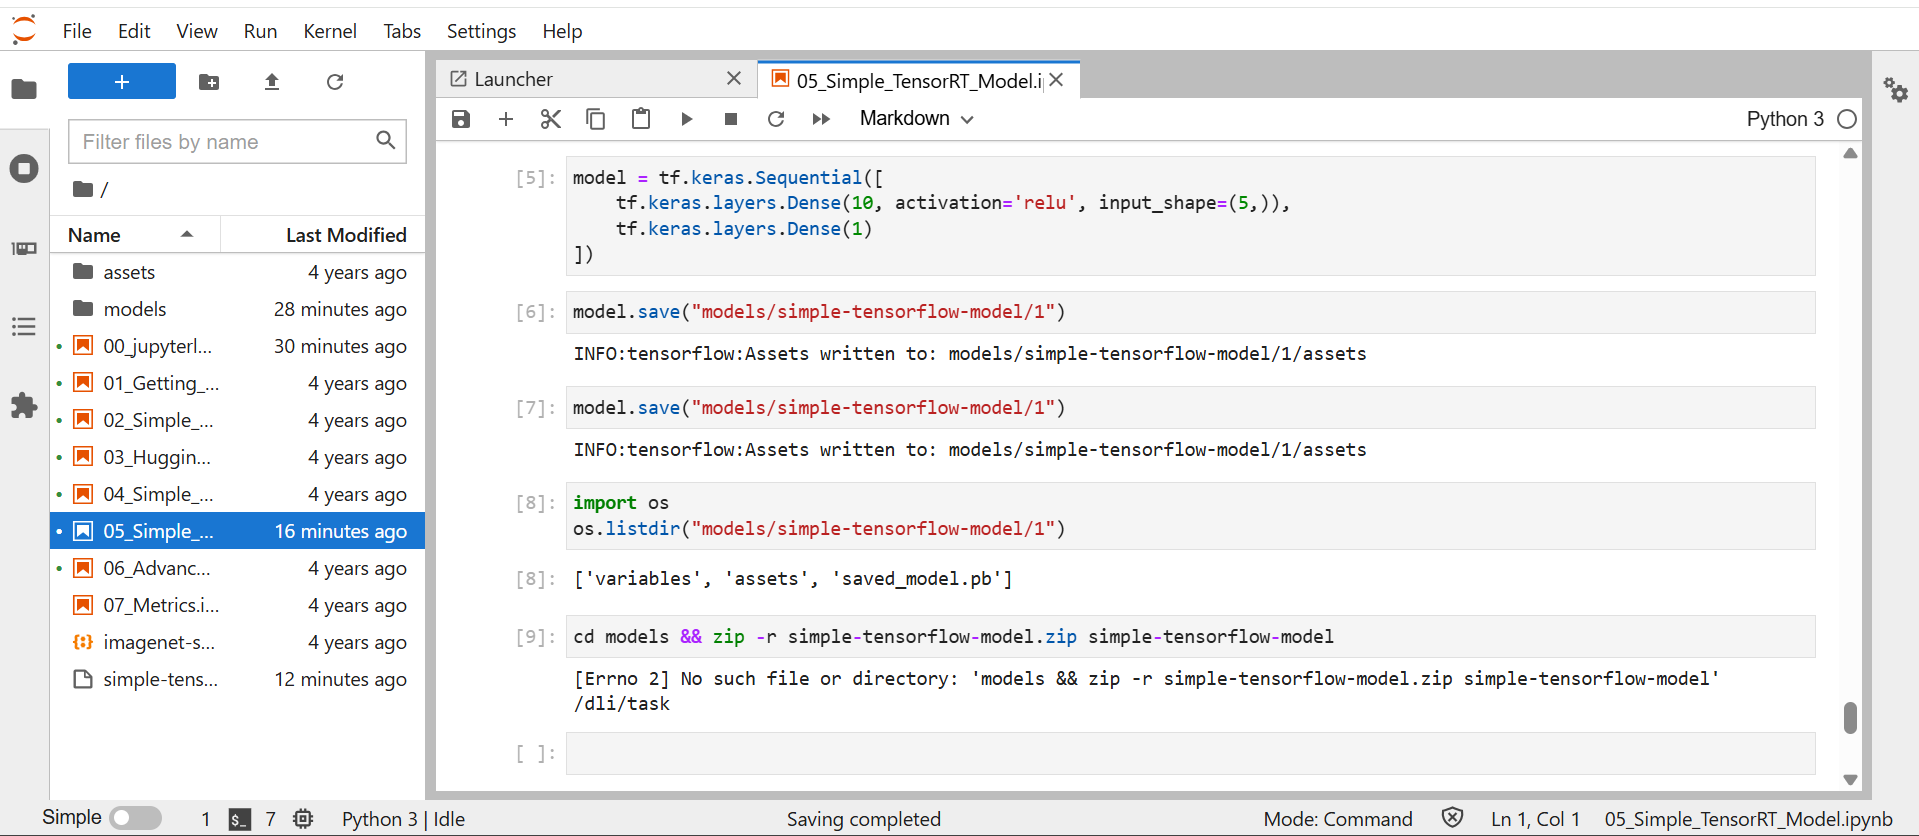 File Edit View Run Kernel Tabs Settings Help
+
Filter files by name
/
Name Last Modified
assets 4 years ago
models 28 minutes ago
00_jupyterl... 30 minutes ago
01_Getting_... 4 years ago
02_Simple_... 4 years ago
03_Huggin... 4 years ago
04_Simple_... 4 years ago
05_Simple_... 16 minutes ago
06_Advanc... 4 years ago
07_Metrics.i... 4 years ago
imagenet-s... 4 years ago
simple-tens... 12 minutes ago
Launcher
05_Simple_TensorRT_Model.i
Markdown
Python 3
[5]: model = tf.keras.Sequential([
    tf.keras.layers.Dense(10, activation='relu', input_shape=(5,)),
    tf.keras.layers.Dense(1)
])
[6]: model.save("models/simple-tensorflow-model/1")
INFO:tensorflow:Assets written to: models/simple-tensorflow-model/1/assets
[7]: model.save("models/simple-tensorflow-model/1")
INFO:tensorflow:Assets written to: models/simple-tensorflow-model/1/assets
[8]: import os
os.listdir("models/simple-tensorflow-model/1")
[8]: ['variables', 'assets', 'saved_model.pb']
[9]: cd models && zip -r simple-tensorflow-model.zip simple-tensorflow-model
[Errno 2] No such file or directory: 'models && zip -r simple-tensorflow-model.zip simple-tensorflow-model'
/dli/task
[ ]:
Simple 1 $_ 7 Python 3 | Idle Saving completed Mode: Command Ln 1, Col 1 05_Simple_TensorRT_Model.ipynb